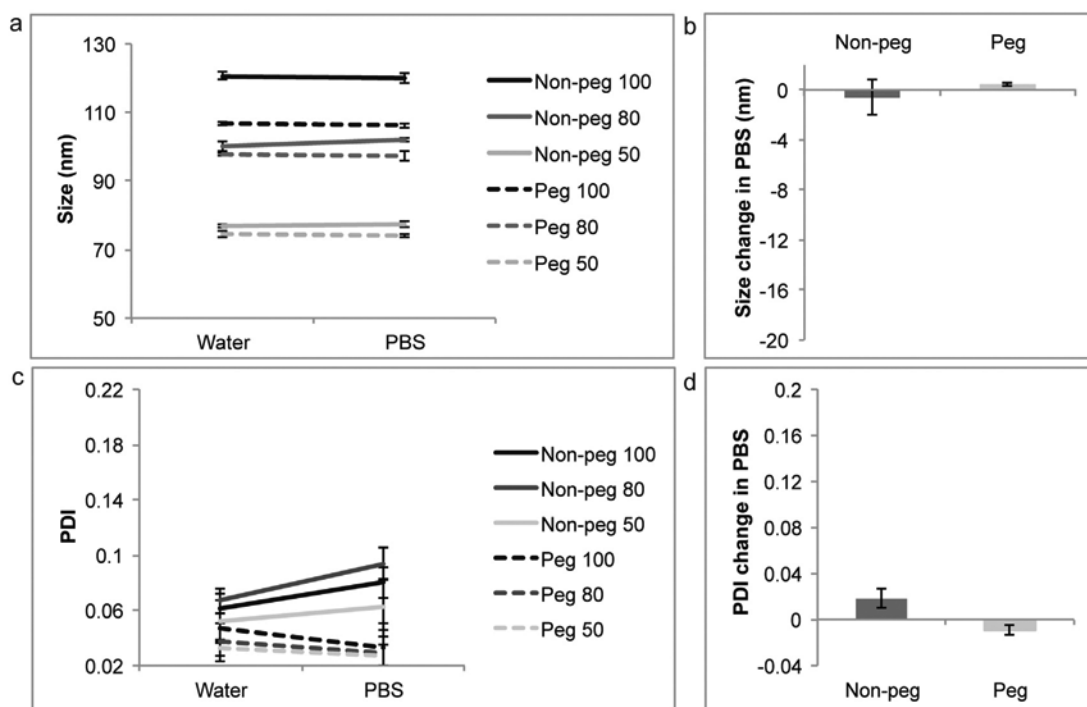 a
Size (nm)
130
110
90
70
50
Water PBS
Non-peg 100
Non-peg 80
Non-peg 50
Peg 100
Peg 80
Peg 50
b
Non-peg Peg
Size change in PBS (nm)
0
-4
-8
-12
-16
-20
c
PDI
0.22
0.18
0.14
0.1
0.06
0.02
Water PBS
Non-peg 100
Non-peg 80
Non-peg 50
Peg 100
Peg 80
Peg 50
d
PDI change in PBS
0.2
0.16
0.12
0.08
0.04
0
-0.04
Non-peg Peg